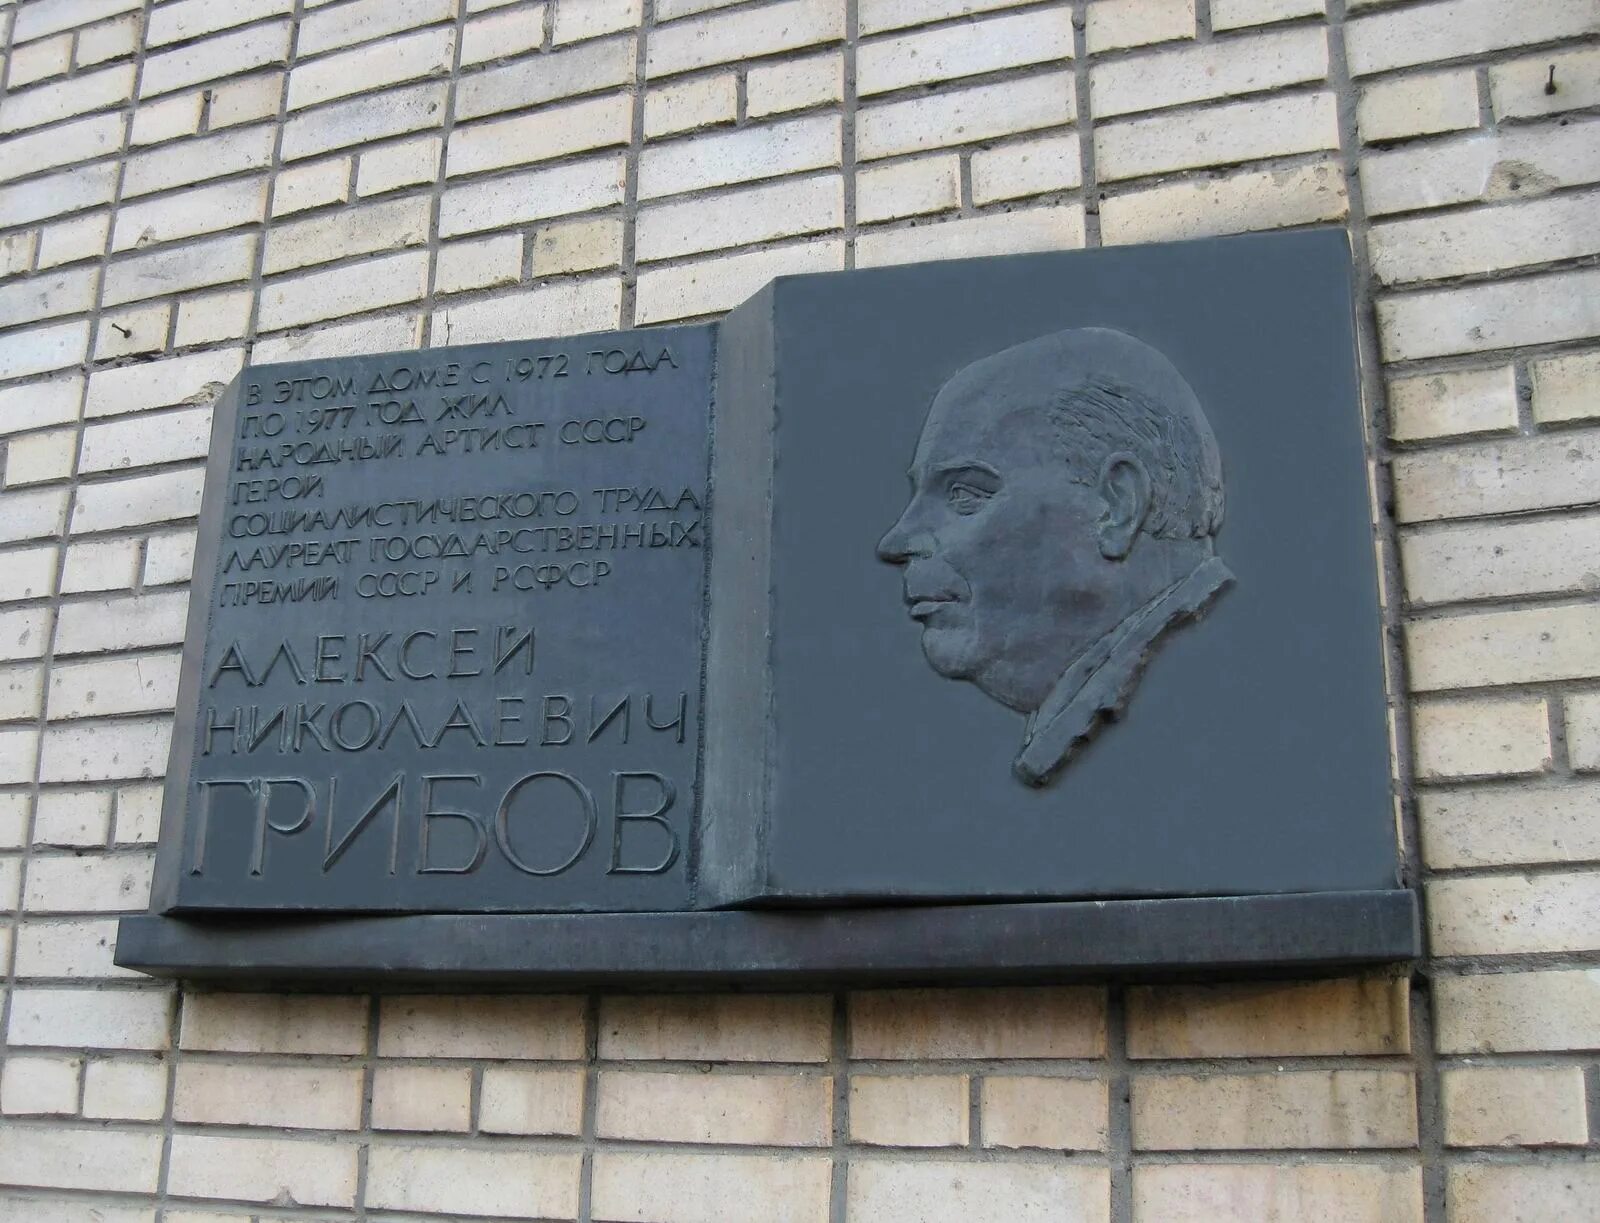 В ЭТОМ ДОМЕ С 1972 ГОДА
ПО 1977 ГОД ЖИЛ
НАРОДНЫЙ АРТИСТ СССР
ГЕРОЙ
СОЦИАЛИСТИЧЕСКОГО ТРУДА
ЛАУРЕАТ ГОСУДАРСТВЕННЫХ
ПРЕМИЙ СССР И РСФСР
АЛЕКСЕЙ
НИКОЛАЕВИЧ
ГРИБОВ